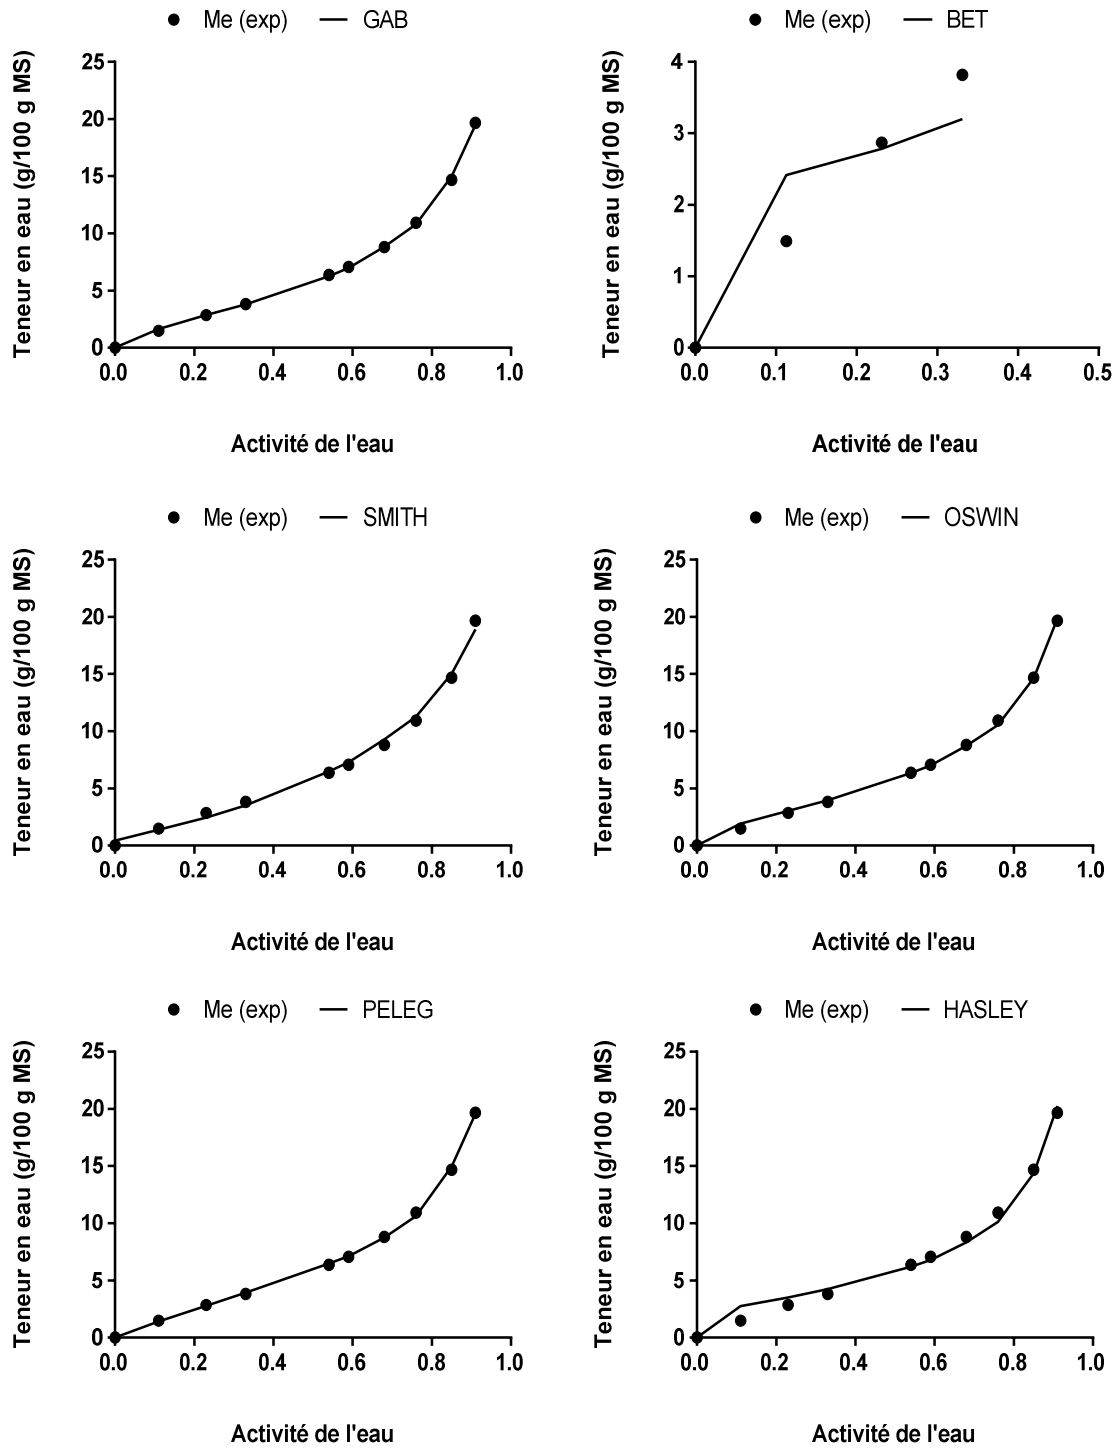 Me (exp) GAB
Teneur en eau (g/100 g MS)
25
20
15
10
5
0
0.0 0.2 0.4 0.6 0.8 1.0
Activité de l'eau
Me (exp) BET
Teneur en eau (g/100 g MS)
4
3
2
1
0
0.0 0.1 0.2 0.3 0.4 0.5
Activité de l'eau
Me (exp) SMITH
Teneur en eau (g/100 g MS)
25
20
15
10
5
0
0.0 0.2 0.4 0.6 0.8 1.0
Activité de l'eau
Me (exp) OSWIN
Teneur en eau (g/100 g MS)
25
20
15
10
5
0
0.0 0.2 0.4 0.6 0.8 1.0
Activité de l'eau
Me (exp) PELEG
Teneur en eau (g/100 g MS)
25
20
15
10
5
0
0.0 0.2 0.4 0.6 0.8 1.0
Activité de l'eau
Me (exp) HASLEY
Teneur en eau (g/100 g MS)
25
20
15
10
5
0
0.0 0.2 0.4 0.6 0.8 1.0
Activité de l'eau